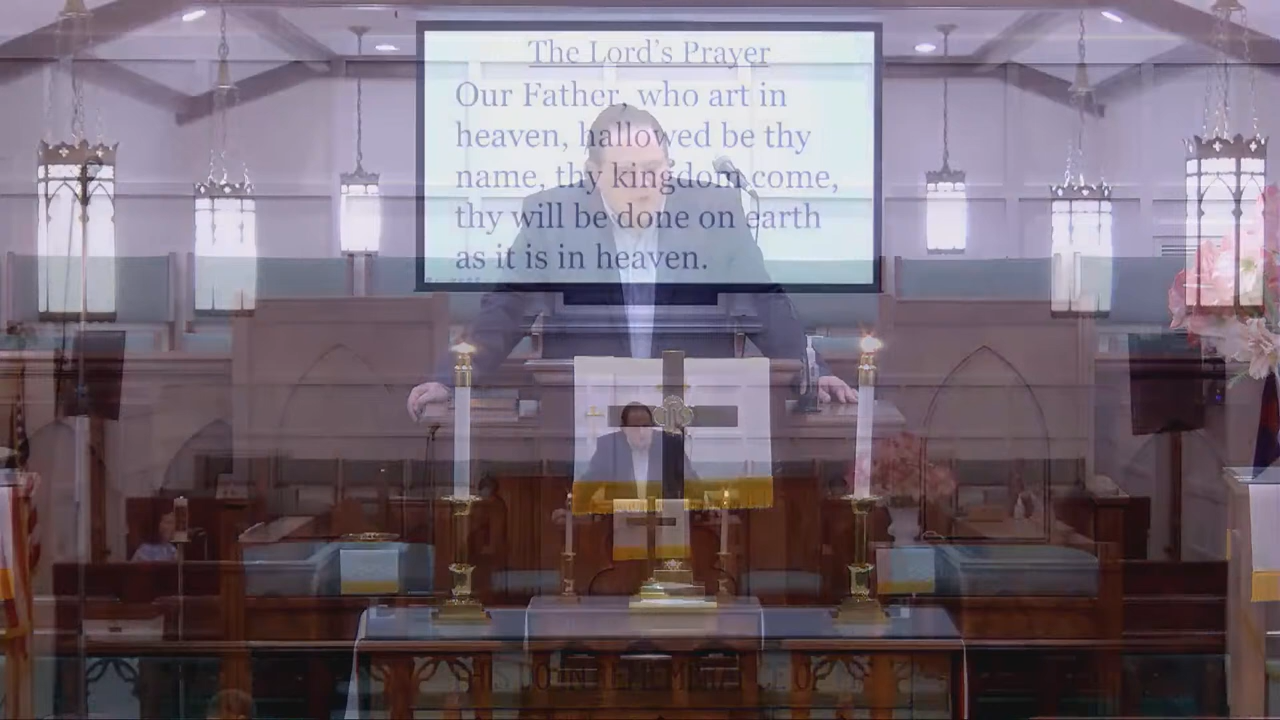 The Lord's Prayer
Our Father, who art in
heaven, hallowed be thy
name, thy kingdom come,
thy will be done on earth
as it is in heaven.
IHS